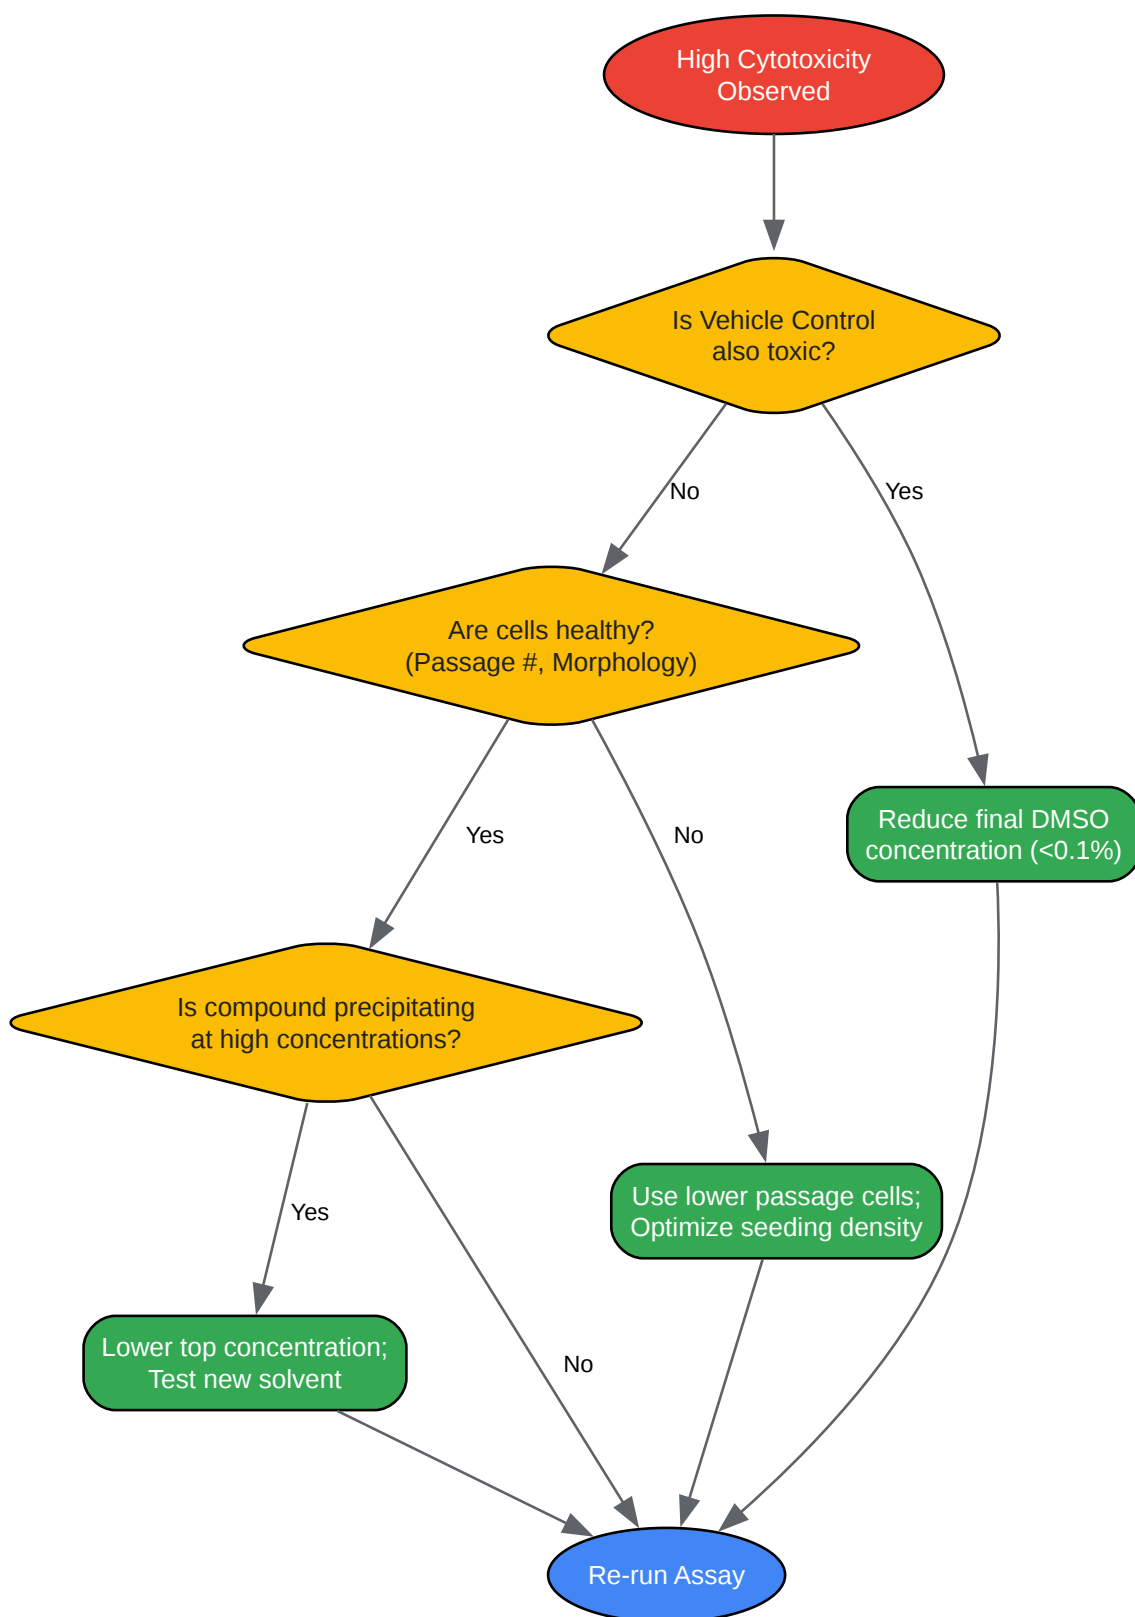 High Cytotoxicity
Observed
Is Vehicle Control
also toxic?
No
Yes
Are cells healthy?
(Passage #, Morphology)
Yes
No
Reduce final DMSO
concentration (<0.1%)
Is compound precipitating
at high concentrations?
Use lower passage cells;
Optimize seeding density
Yes
Lower top concentration;
Test new solvent
No
Re-run Assay